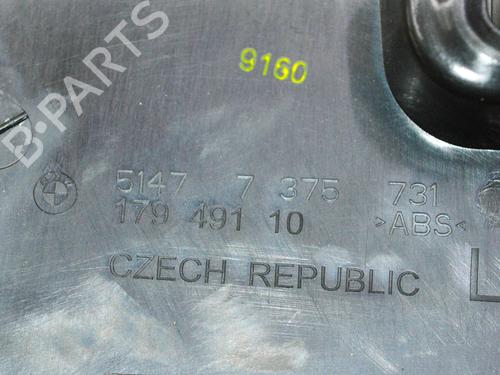 B-PARTS
9160
5147 7 375 731
179 491 10 >ABS<
CZECH REPUBLIC L